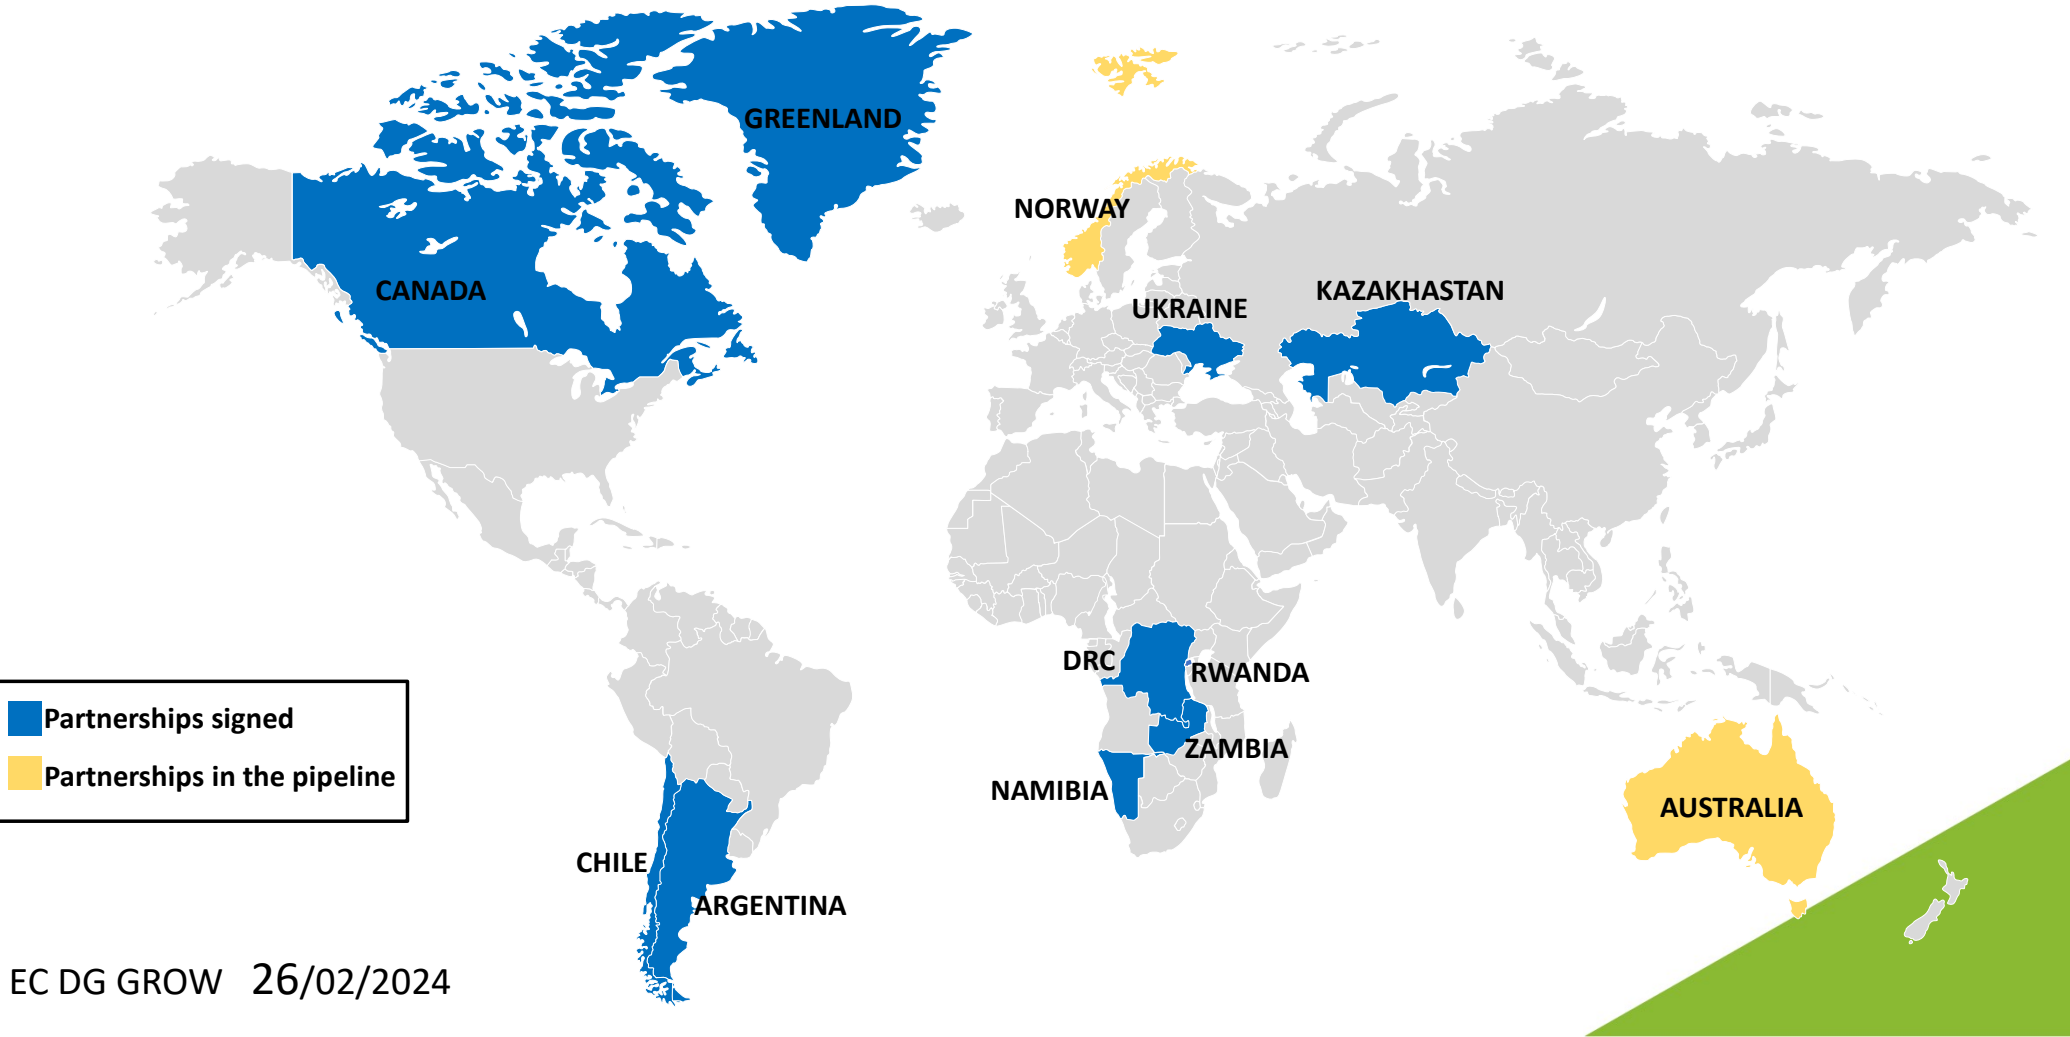 GREENLAND
NORWAY
CANADA
UKRAINE
KAZAKHASTAN
DRC
RWANDA
ZAMBIA
NAMIBIA
AUSTRALIA
CHILE
ARGENTINA
Partnerships signed
Partnerships in the pipeline
EC DG GROW 26/02/2024